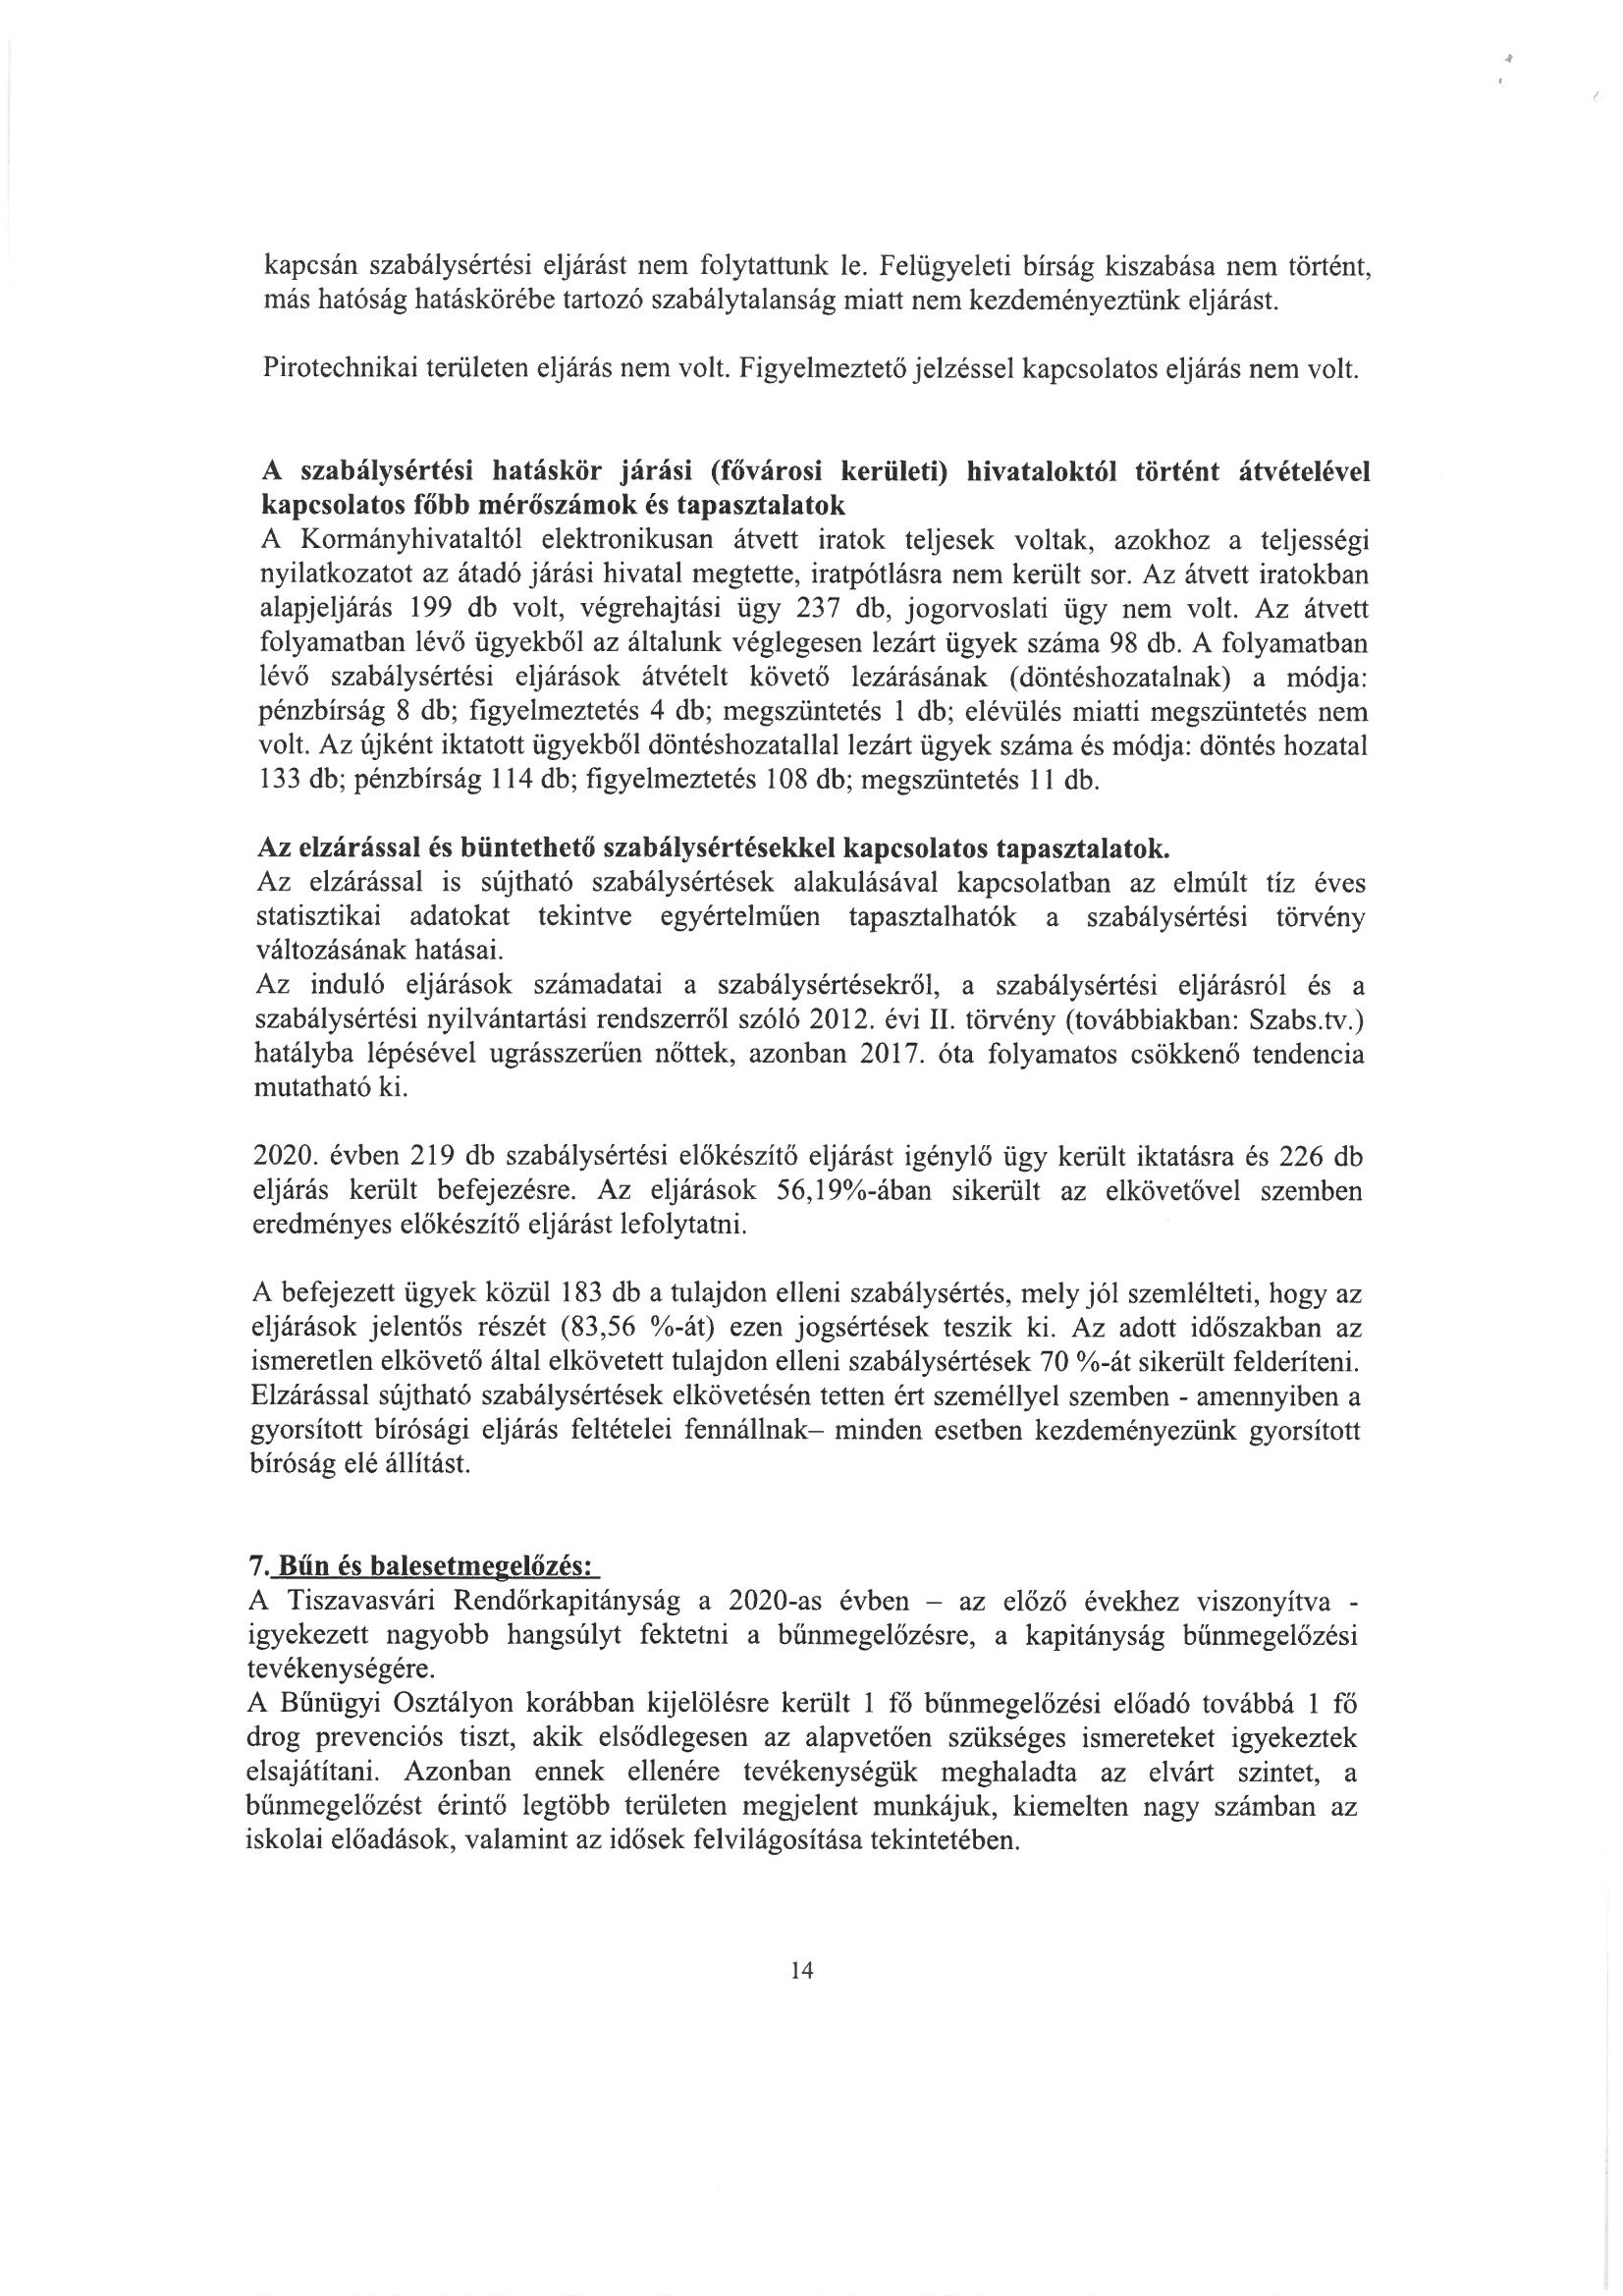 kapcsán szabálysértési eljárást nem folytattunk le. Felügyeleti bírság kiszabása nem történt,
más hatóság hatáskörébe tartozó szabálytalanság miatt nem kezdeményeztünk eljárást.
Pirotechnikai területen eljárás nem volt. Figyelmeztető jelzéssel kapcsolatos eljárás nem volt.
A szabálysértési hatáskör járási (fővárosi kerületi) hivataloktól történt átvételével
kapcsolatos főbb mérőszámok és tapasztalatok
A Kormányhivataltól elektronikusan átvett iratok teljesek voltak, azokhoz a teljességi
nyilatkozatot az átadó járási hivatal megtette, iratpótlásra nem került sor. Az átvett iratokban
alapjeljárás 199 db volt, végrehajtási ügy 237 db, jogorvoslati ügy nem volt. Az átvett
folyamatban lévő ügyekből az általunk véglegesen lezárt ügyek száma 98 db. A folyamatban
lévő szabálysértési eljárások átvételt követő lezárásának (döntéshozatalnak) a módja:
pénzbírság 8 db; figyelmeztetés 4 db; megszüntetés 1 db; elévülés miatti megszüntetés nem
volt. Az újként iktatott ügyekből döntéshozatallal lezárt ügyek száma és módja: döntés hozatal
133 db; pénzbírság 114 db; figyelmeztetés 108 db; megszüntetés 11 db.
Az elzárással és büntethető szabálysértésekkel kapcsolatos tapasztalatok.
Az elzárással is sújtható szabálysértések alakulásával kapcsolatban az elmúlt tíz éves
statisztikai adatokat tekintve egyértelműen tapasztalhatók a szabálysértési törvény
változásának hatásai.
Az induló eljárások számadatai a szabálysértésekről, a szabálysértési eljárásról és a
szabálysértési nyilvántartási rendszerről szóló 2012. évi II. törvény (továbbiakban: Szabs.tv.)
hatályba lépésével ugrásszerűen nőttek, azonban 2017. óta folyamatos csökkenő tendencia
mutatható ki.
2020. évben 219 db szabálysértési előkészítő eljárást igénylő ügy került iktatásra és 226 db
eljárás került befejezésre. Az eljárások 56,19%-ában sikerült az elkövetővel szemben
eredményes előkészítő eljárást lefolytatni.
A befejezett ügyek közül 183 db a tulajdon elleni szabálysértés, mely jól szemlélteti, hogy az
eljárások jelentős részét (83,56 %-át) ezen jogsértések teszik ki. Az adott időszakban az
ismeretlen elkövető által elkövetett tulajdon elleni szabálysértések 70 %-át sikerült felderíteni.
Elzárással sújtható szabálysértések elkövetésén tetten ért személlyel szemben - amennyiben a
gyorsított bírósági eljárás feltételei fennállnak– minden esetben kezdeményezünk gyorsított
bíróság elé állítást.
7. Bűn és balesetmegelőzés:
A Tiszavasvári Rendőrkapitányság a 2020-as évben – az előző évekhez viszonyítva -
igyekezett nagyobb hangsúlyt fektetni a bűnmegelőzésre, a kapitányság bűnmegelőzési
tevékenységére.
A Bűnügyi Osztályon korábban kijelölésre került 1 fő bűnmegelőzési előadó továbbá 1 fő
drog prevenciós tiszt, akik elsődlegesen az alapvetően szükséges ismereteket igyekeztek
elsajátítani. Azonban ennek ellenére tevékenységük meghaladta az elvárt szintet, a
bűnmegelőzést érintő legtöbb területen megjelent munkájuk, kiemelten nagy számban az
iskolai előadások, valamint az idősek felvilágosítása tekintetében.
14